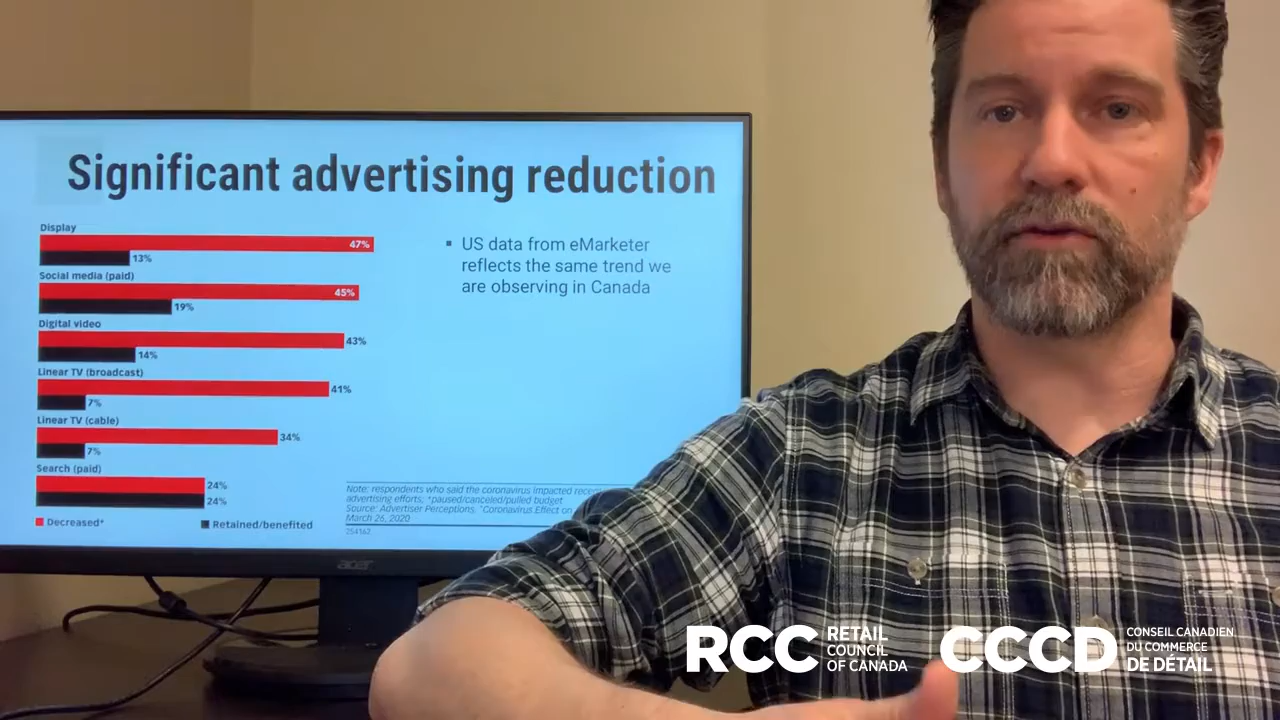 Significant advertising reduction
Display
47%
13%
Social media (paid)
45%
19%
Digital video
43%
14%
Linear TV (broadcast)
41%
7%
Linear TV (cable)
34%
7%
Search (paid)
24%
24%
Decreased*
Retained/benefited
▪ US data from eMarketer
reflects the same trend we
are observing in Canada
Note: respondents who said the coronavirus impacted recent
advertising efforts; *paused/canceled/pulled budget
Source: Advertiser Perceptions, "Coronavirus Effect on
March 26, 2020
254162
acer
RCC RETAIL
COUNCIL
OF CANADA
CCCD CONSEIL CANADIEN
DU COMMERCE
DE DÉTAIL